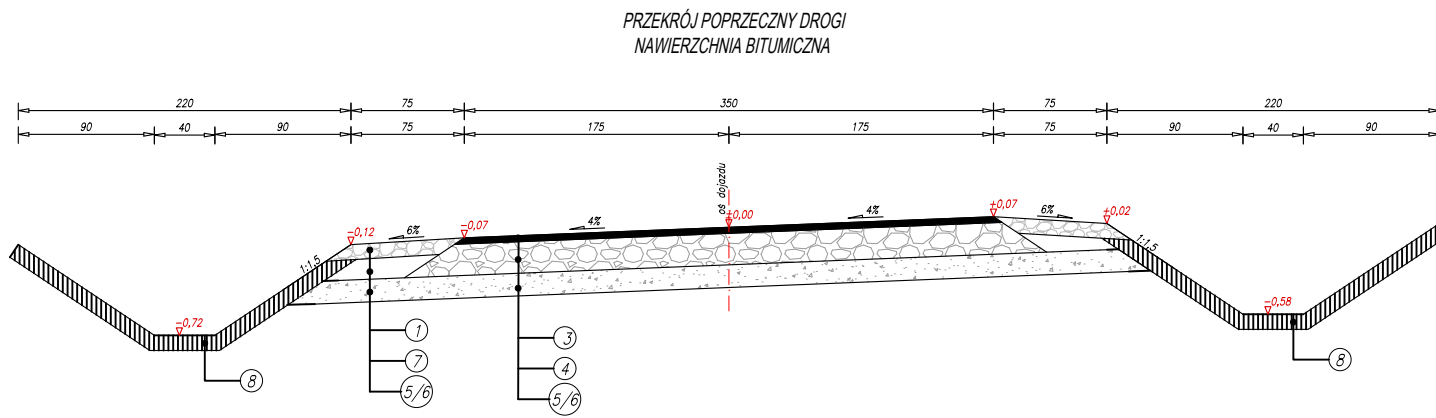 PRZEKRÓJ POPRZECZNY DROGI
NAWIERZCHNIA BITUMICZNA
220 75 350 75 220
90 40 90 75 175 175 75 90 40 90
oś dojazdu
-0,12 6% -0,07 4% +0,00 4% +0,07 6% +0,02
1:1,5 1:1,5
-0,72 -0,58
1 3
7 4
8 5/6 5/6 8